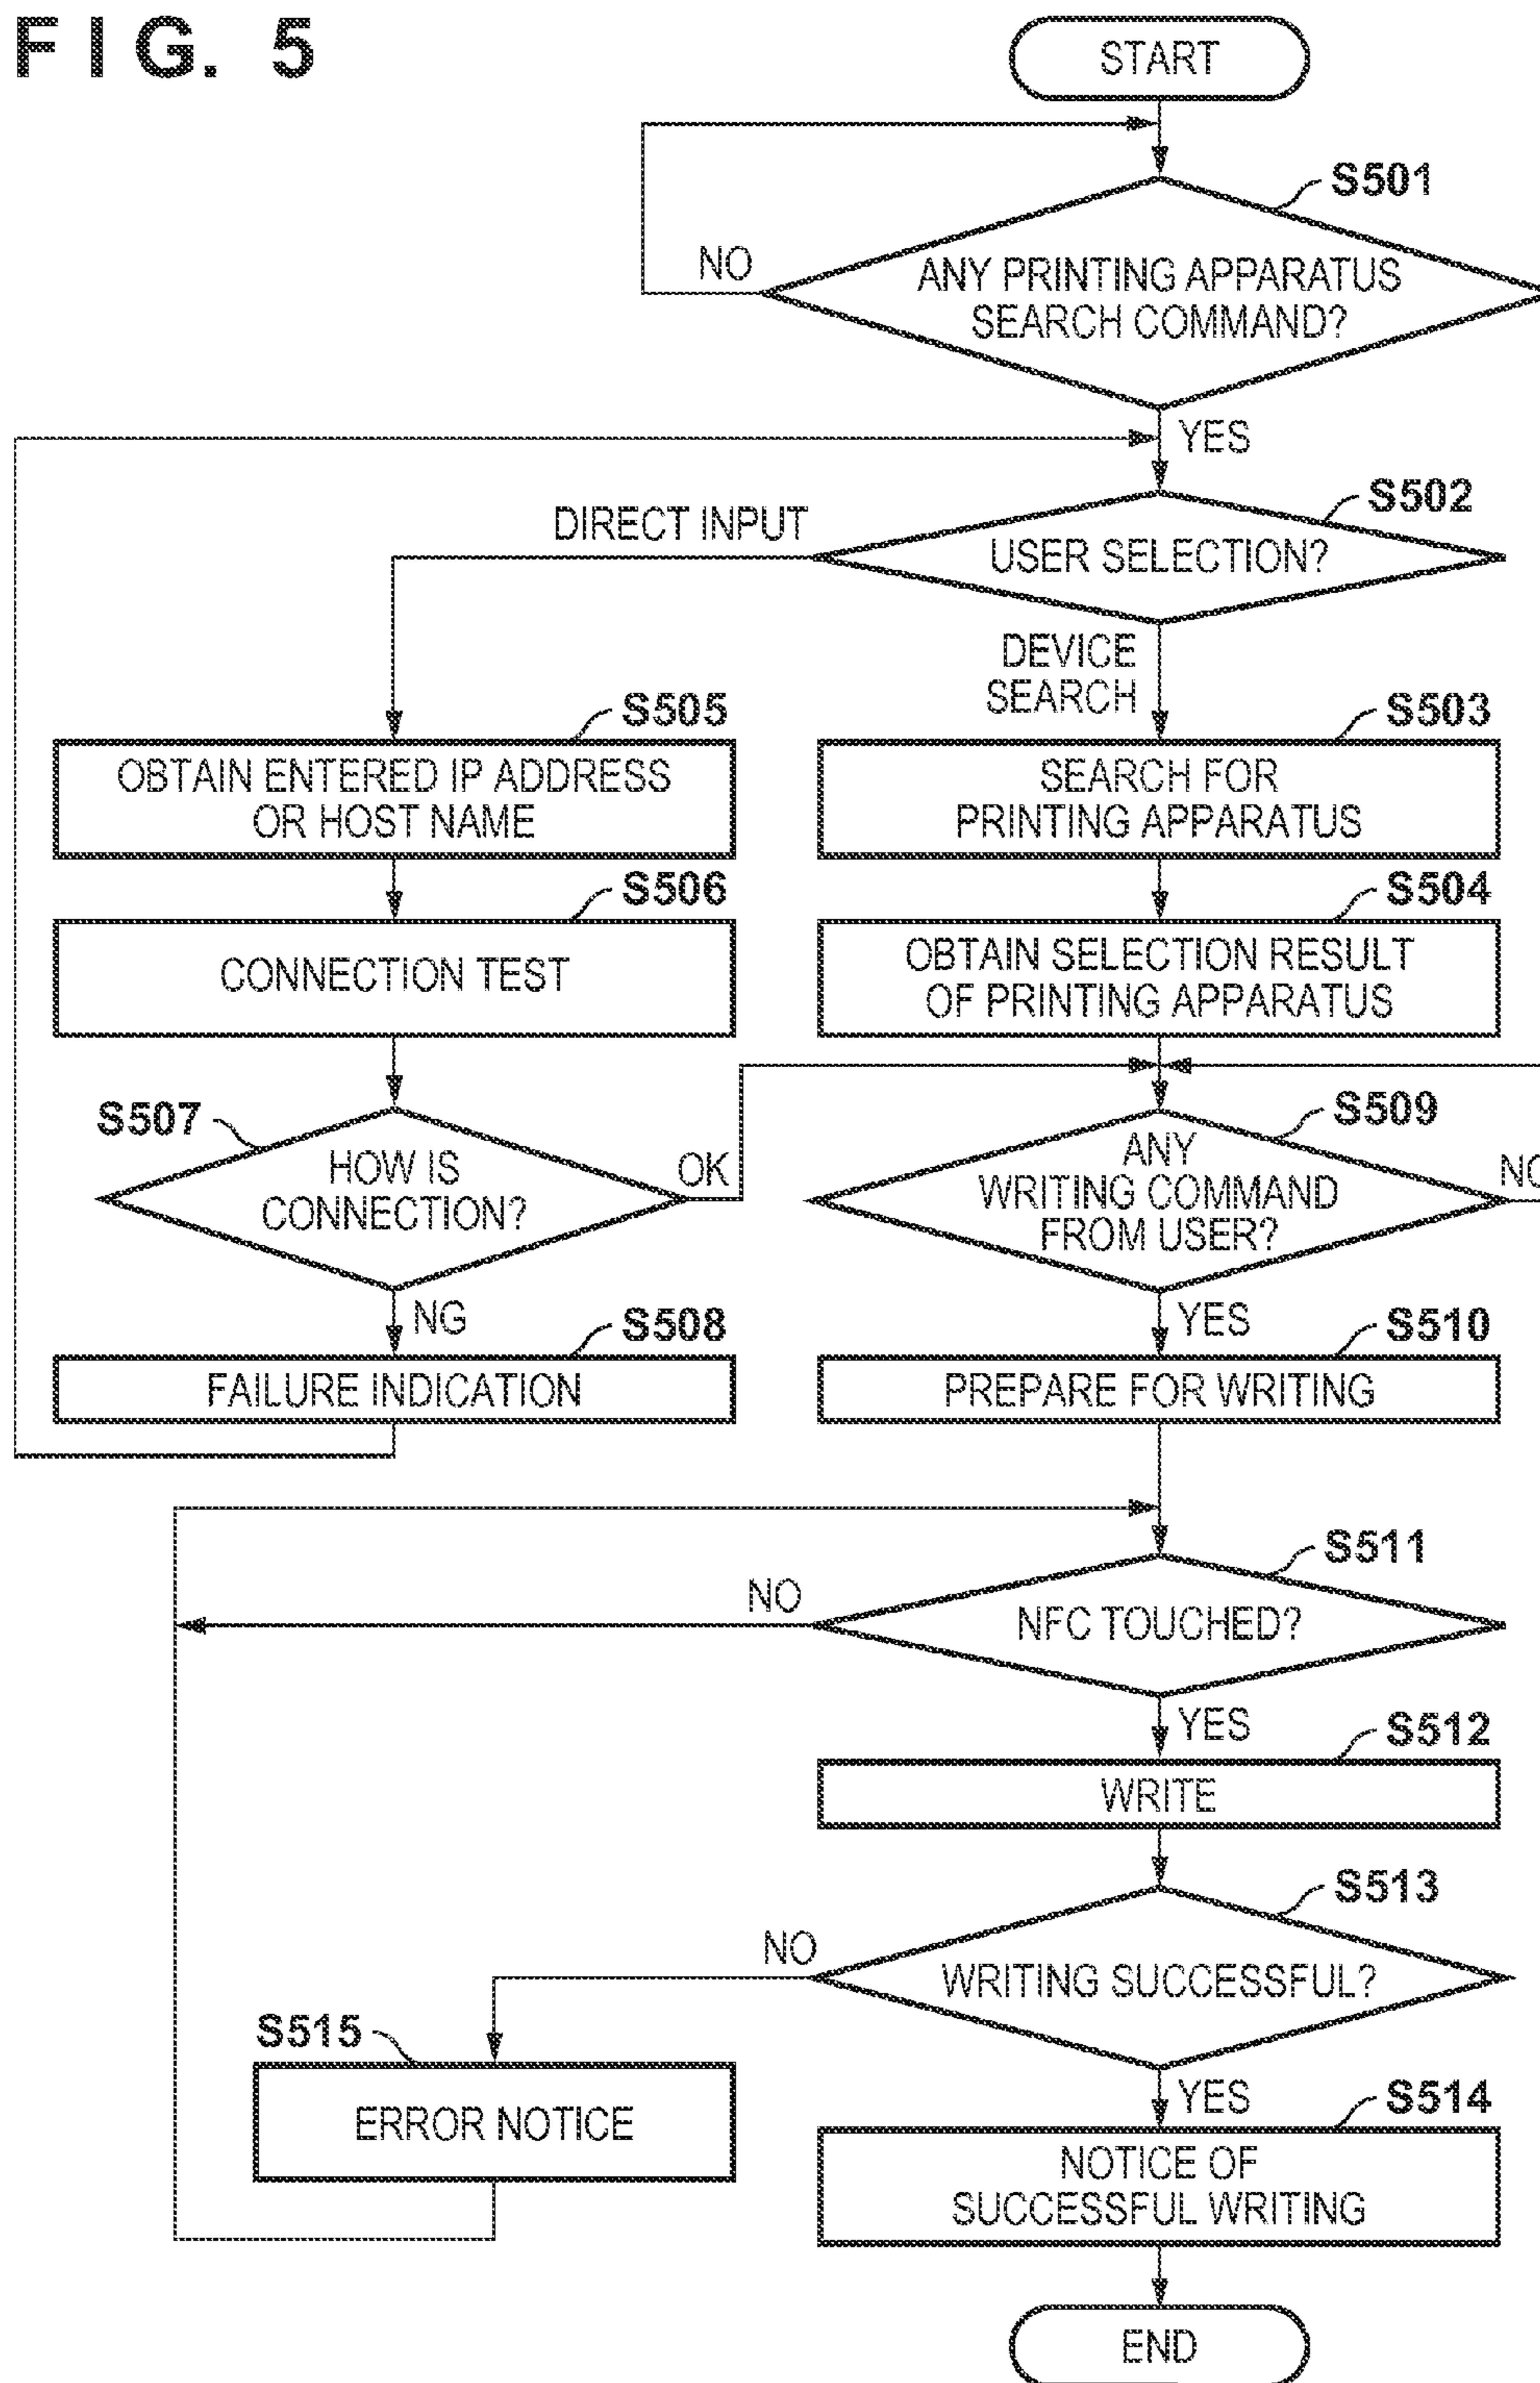 FIG. 5
START
S501
NO
ANY PRINTING APPARATUS
SEARCH COMMAND?
YES
S502
DIRECT INPUT
USER SELECTION?
DEVICE
SEARCH
S505
S503
OBTAIN ENTERED IP ADDRESS
OR HOST NAME
SEARCH FOR
PRINTING APPARATUS
S506
S504
CONNECTION TEST
OBTAIN SELECTION RESULT
OF PRINTING APPARATUS
S507
S509
HOW IS
CONNECTION?
OK
ANY
WRITING COMMAND
FROM USER?
NO
NG
YES
S508
S510
FAILURE INDICATION
PREPARE FOR WRITING
S511
NO
NFC TOUCHED?
YES
S512
WRITE
S513
NO
WRITING SUCCESSFUL?
S515
YES
S514
ERROR NOTICE
NOTICE OF
SUCCESSFUL WRITING
END